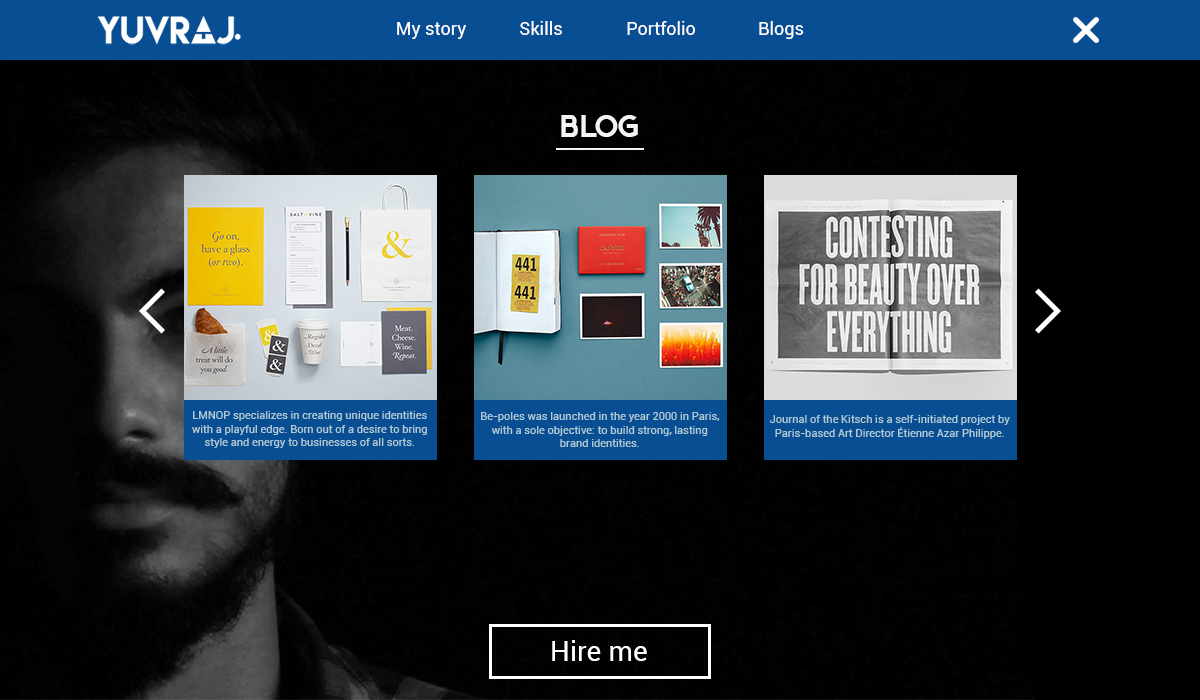 YUVRAJ.
My story
Skills
Portfolio
Blogs
BLOG
Go on,
have a glass
(or two).
SALT & VINE
&
A little
treat will do
you good.
&
&
&
Regular
Decaf
Wine
Meat.
Cheese.
Wine.
Repeat.
441
441
CONTESTING
FOR BEAUTY OVER
EVERYTHING
LMNOP specializes in creating unique identities
with a playful edge. Born out of a desire to bring
style and energy to businesses of all sorts.
Be-poles was launched in the year 2000 in Paris,
with a sole objective: to build strong, lasting
brand identities.
Journal of the Kitsch is a self-initiated project by
Paris-based Art Director Étienne Azar Philippe.
Hire me